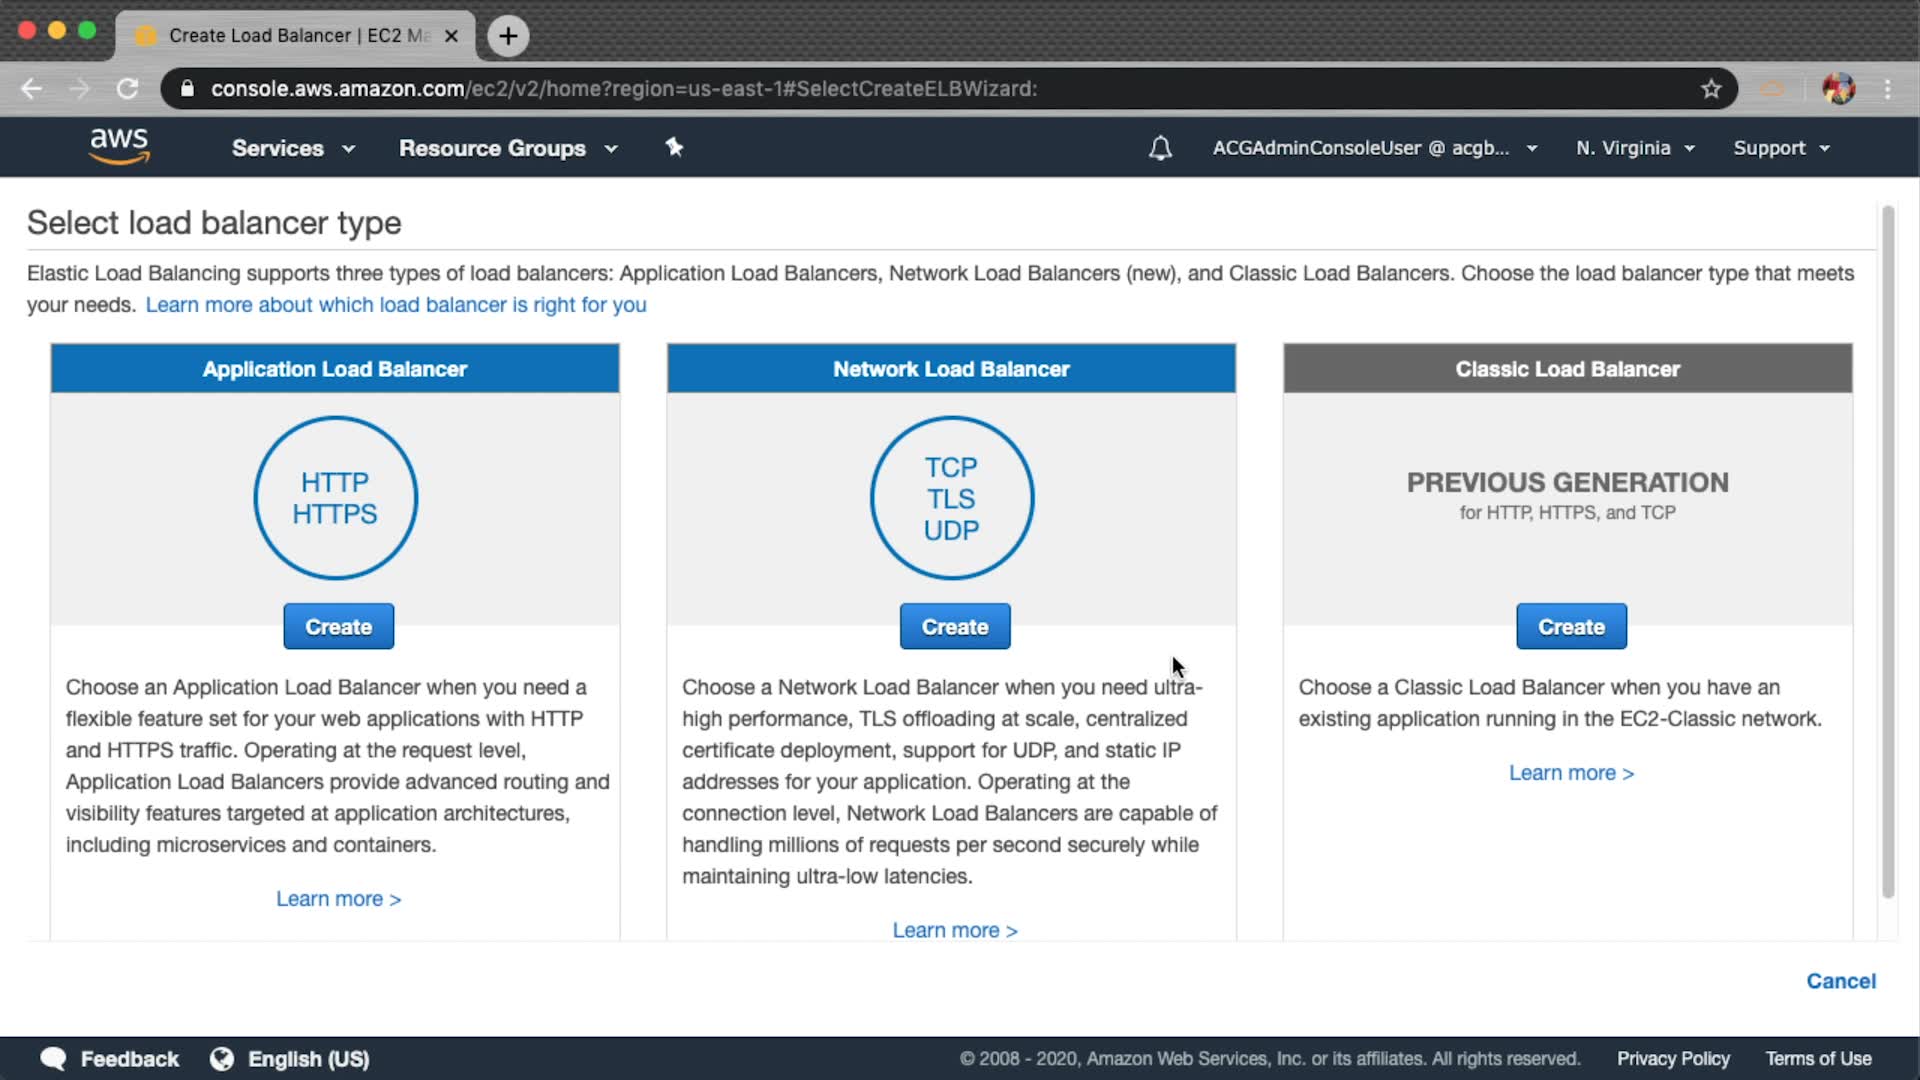 Create Load Balancer | EC2 Ma
console.aws.amazon.com/ec2/v2/home?region=us-east-1#SelectCreateELBWizard:
aws
Services
Resource Groups
ACGAdminConsoleUser @ acgb...
N. Virginia
Support
Select load balancer type
Elastic Load Balancing supports three types of load balancers: Application Load Balancers, Network Load Balancers (new), and Classic Load Balancers. Choose the load balancer type that meets
your needs. Learn more about which load balancer is right for you
Application Load Balancer
HTTP
HTTPS
Create
Choose an Application Load Balancer when you need a
flexible feature set for your web applications with HTTP
and HTTPS traffic. Operating at the request level,
Application Load Balancers provide advanced routing and
visibility features targeted at application architectures,
including microservices and containers.
Learn more >
Network Load Balancer
TCP
TLS
UDP
Create
Choose a Network Load Balancer when you need ultra-
high performance, TLS offloading at scale, centralized
certificate deployment, support for UDP, and static IP
addresses for your application. Operating at the
connection level, Network Load Balancers are capable of
handling millions of requests per second securely while
maintaining ultra-low latencies.
Learn more >
Classic Load Balancer
PREVIOUS GENERATION
for HTTP, HTTPS, and TCP
Create
Choose a Classic Load Balancer when you have an
existing application running in the EC2-Classic network.
Learn more >
Cancel
Feedback
English (US)
© 2008 - 2020, Amazon Web Services, Inc. or its affiliates. All rights reserved.
Privacy Policy
Terms of Use